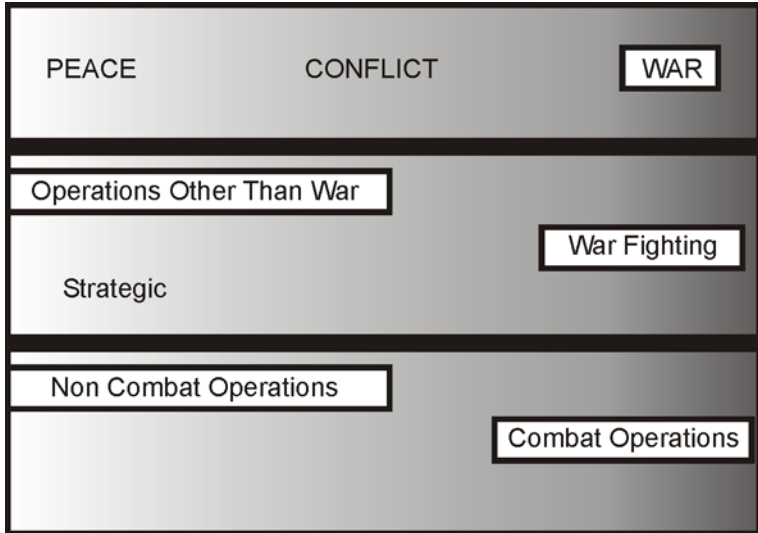 PEACE CONFLICT WAR
Operations Other Than War
War Fighting
Strategic
Non Combat Operations
Combat Operations